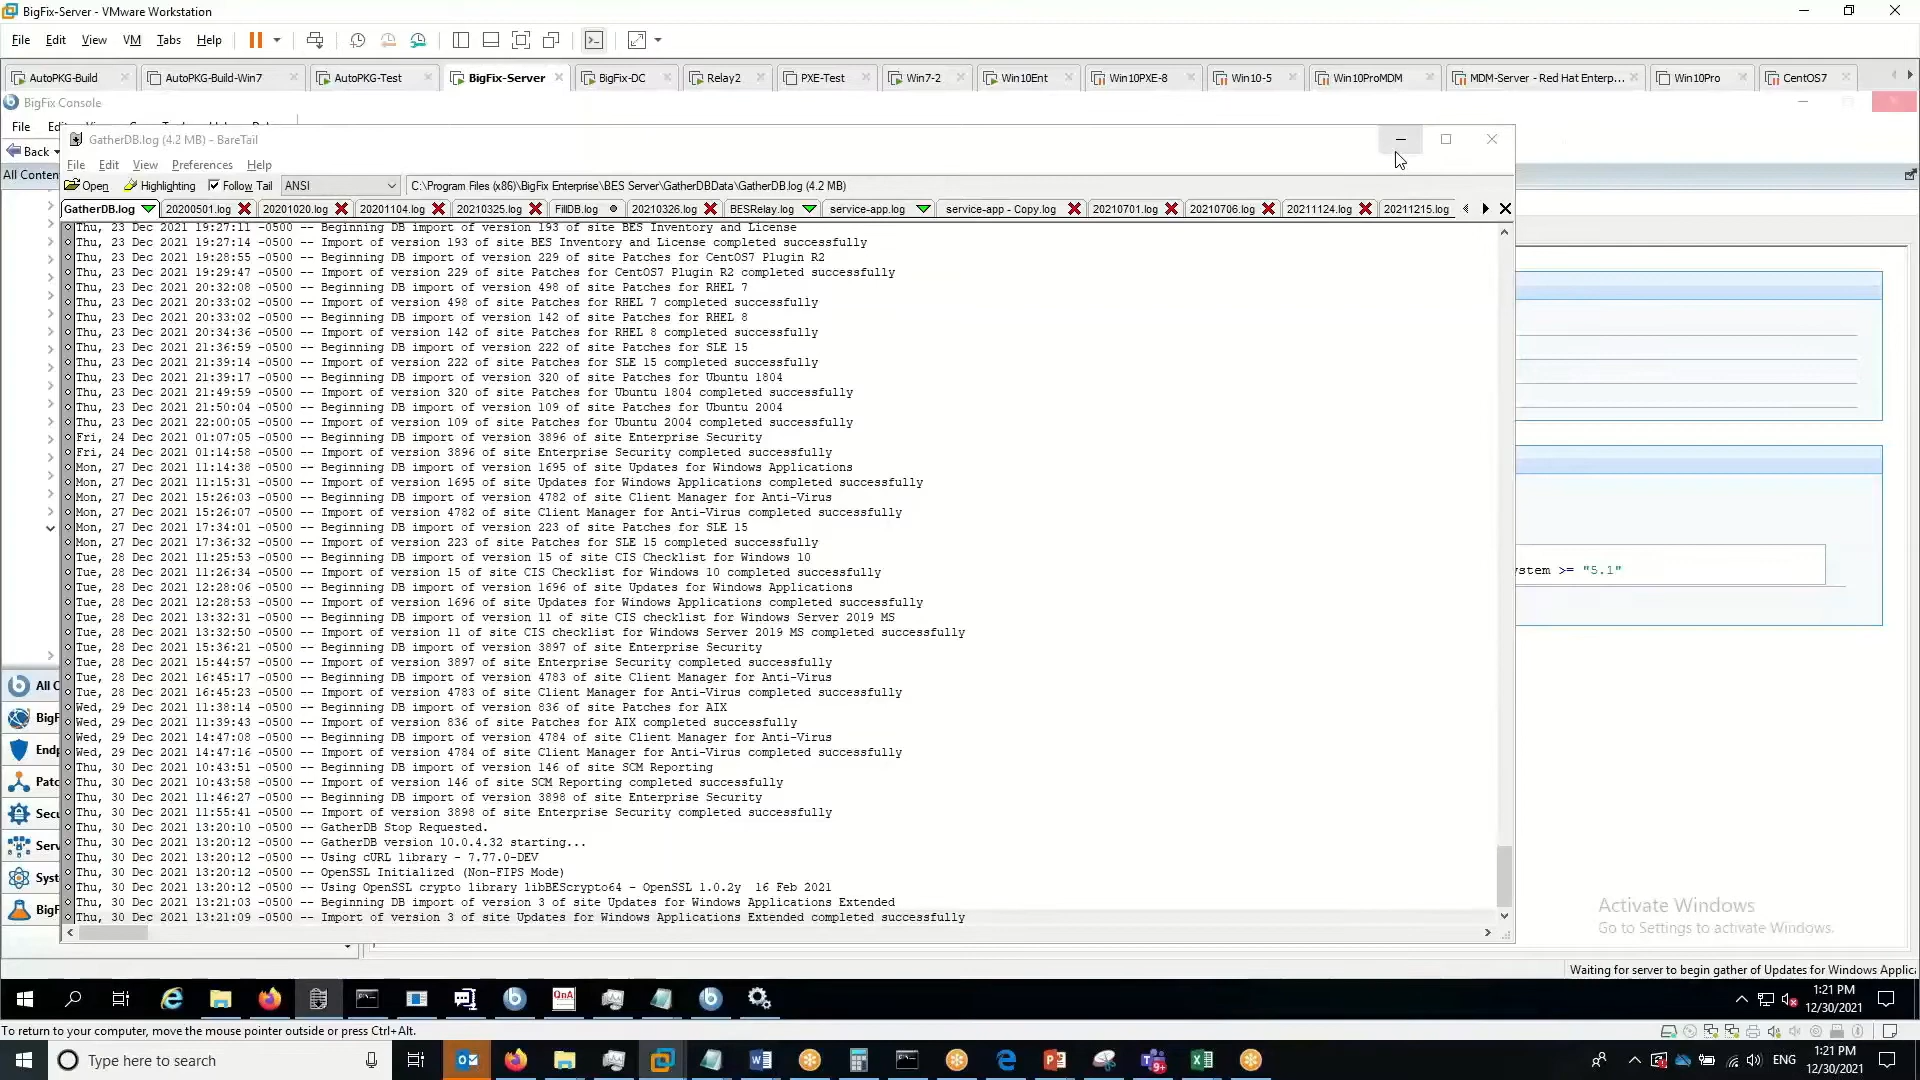 BigFix-Server - VMware Workstation
File Edit View VM Tabs Help
AutoPKG-Build AutoPKG-Build-Win7 AutoPKG-Test BigFix-Server BigFix-DC Relay2 PXE-Test Win7-2 Win10Ent Win10PXE-8 Win10-5 Win10ProMDM MDM-Server - Red Hat Enterp... Win10Pro CentOS7
BigFix Console
File
GatherDB.log (4.2 MB) - BareTail
Back
File Edit View Preferences Help
All Conten
Open Highlighting Follow Tail ANSI C:\Program Files (x86)\BigFix Enterprise\BES Server\GatherDBData\GatherDB.log (4.2 MB)
GatherDB.log 20200501.log 20201020.log 20201104.log 20210325.log FillDB.log 20210326.log BESRelay.log service-app.log service-app - Copy.log 20210701.log 20210706.log 20211124.log 20211215.log
Thu, 23 Dec 2021 19:27:11 -0500 -- Beginning DB import of version 193 of site BES Inventory and License
Thu, 23 Dec 2021 19:27:14 -0500 -- Import of version 193 of site BES Inventory and License completed successfully
Thu, 23 Dec 2021 19:28:55 -0500 -- Beginning DB import of version 229 of site Patches for CentOS7 Plugin R2
Thu, 23 Dec 2021 19:29:47 -0500 -- Import of version 229 of site Patches for CentOS7 Plugin R2 completed successfully
Thu, 23 Dec 2021 20:32:08 -0500 -- Beginning DB import of version 498 of site Patches for RHEL 7
Thu, 23 Dec 2021 20:33:02 -0500 -- Import of version 498 of site Patches for RHEL 7 completed successfully
Thu, 23 Dec 2021 20:33:02 -0500 -- Beginning DB import of version 142 of site Patches for RHEL 8
Thu, 23 Dec 2021 20:34:36 -0500 -- Import of version 142 of site Patches for RHEL 8 completed successfully
Thu, 23 Dec 2021 21:36:59 -0500 -- Beginning DB import of version 222 of site Patches for SLE 15
Thu, 23 Dec 2021 21:39:14 -0500 -- Import of version 222 of site Patches for SLE 15 completed successfully
Thu, 23 Dec 2021 21:39:17 -0500 -- Beginning DB import of version 320 of site Patches for Ubuntu 1804
Thu, 23 Dec 2021 21:49:59 -0500 -- Import of version 320 of site Patches for Ubuntu 1804 completed successfully
Thu, 23 Dec 2021 21:50:04 -0500 -- Beginning DB import of version 109 of site Patches for Ubuntu 2004
Thu, 23 Dec 2021 22:00:05 -0500 -- Import of version 109 of site Patches for Ubuntu 2004 completed successfully
Fri, 24 Dec 2021 01:07:05 -0500 -- Beginning DB import of version 3896 of site Enterprise Security
Fri, 24 Dec 2021 01:14:58 -0500 -- Import of version 3896 of site Enterprise Security completed successfully
Mon, 27 Dec 2021 11:14:38 -0500 -- Beginning DB import of version 1695 of site Updates for Windows Applications
Mon, 27 Dec 2021 11:15:31 -0500 -- Import of version 1695 of site Updates for Windows Applications completed successfully
Mon, 27 Dec 2021 15:26:03 -0500 -- Beginning DB import of version 4782 of site Client Manager for Anti-Virus
Mon, 27 Dec 2021 15:26:07 -0500 -- Import of version 4782 of site Client Manager for Anti-Virus completed successfully
Mon, 27 Dec 2021 17:34:01 -0500 -- Beginning DB import of version 223 of site Patches for SLE 15
Mon, 27 Dec 2021 17:36:32 -0500 -- Import of version 223 of site Patches for SLE 15 completed successfully
Tue, 28 Dec 2021 11:25:53 -0500 -- Beginning DB import of version 15 of site CIS Checklist for Windows 10
Tue, 28 Dec 2021 11:26:34 -0500 -- Import of version 15 of site CIS Checklist for Windows 10 completed successfully
Tue, 28 Dec 2021 12:28:06 -0500 -- Beginning DB import of version 1696 of site Updates for Windows Applications
Tue, 28 Dec 2021 12:28:53 -0500 -- Import of version 1696 of site Updates for Windows Applications completed successfully
Tue, 28 Dec 2021 13:32:31 -0500 -- Beginning DB import of version 11 of site CIS checklist for Windows Server 2019 MS
Tue, 28 Dec 2021 13:32:50 -0500 -- Import of version 11 of site CIS checklist for Windows Server 2019 MS completed successfully
Tue, 28 Dec 2021 15:36:21 -0500 -- Beginning DB import of version 3897 of site Enterprise Security
Tue, 28 Dec 2021 15:44:57 -0500 -- Import of version 3897 of site Enterprise Security completed successfully
Tue, 28 Dec 2021 16:45:17 -0500 -- Beginning DB import of version 4783 of site Client Manager for Anti-Virus
Tue, 28 Dec 2021 16:45:23 -0500 -- Import of version 4783 of site Client Manager for Anti-Virus completed successfully
Wed, 29 Dec 2021 11:38:14 -0500 -- Beginning DB import of version 836 of site Patches for AIX
Wed, 29 Dec 2021 11:39:43 -0500 -- Import of version 836 of site Patches for AIX completed successfully
Wed, 29 Dec 2021 14:47:08 -0500 -- Beginning DB import of version 4784 of site Client Manager for Anti-Virus
Wed, 29 Dec 2021 14:47:16 -0500 -- Import of version 4784 of site Client Manager for Anti-Virus completed successfully
Thu, 30 Dec 2021 10:43:51 -0500 -- Beginning DB import of version 146 of site SCM Reporting
Thu, 30 Dec 2021 10:43:58 -0500 -- Import of version 146 of site SCM Reporting completed successfully
Thu, 30 Dec 2021 11:46:27 -0500 -- Beginning DB import of version 3898 of site Enterprise Security
Thu, 30 Dec 2021 11:55:41 -0500 -- Import of version 3898 of site Enterprise Security completed successfully
Thu, 30 Dec 2021 13:20:10 -0500 -- GatherDB Stop Requested.
Thu, 30 Dec 2021 13:20:12 -0500 -- GatherDB version 10.0.4.32 starting...
Thu, 30 Dec 2021 13:20:12 -0500 -- Using cURL library - 7.77.0-DEV
Thu, 30 Dec 2021 13:20:12 -0500 -- OpenSSL Initialized (Non-FIPS Mode)
Thu, 30 Dec 2021 13:20:12 -0500 -- Using OpenSSL crypto library libBEScrypto64 - OpenSSL 1.0.2y 16 Feb 2021
Thu, 30 Dec 2021 13:21:03 -0500 -- Beginning DB import of version 3 of site Updates for Windows Applications Extended
Thu, 30 Dec 2021 13:21:09 -0500 -- Import of version 3 of site Updates for Windows Applications Extended completed successfully
ystem >= "5.1"
All C
BigF
Endp
Patc
Secu
Serv
Syst
BigF
Activate Windows
Go to Settings to activate Windows.
Waiting for server to begin gather of Updates for Windows Applica
QnA
1:21 PM
12/30/2021
To return to your computer, move the mouse pointer outside or press Ctrl+Alt.
Type here to search
ENG
1:21 PM
12/30/2021